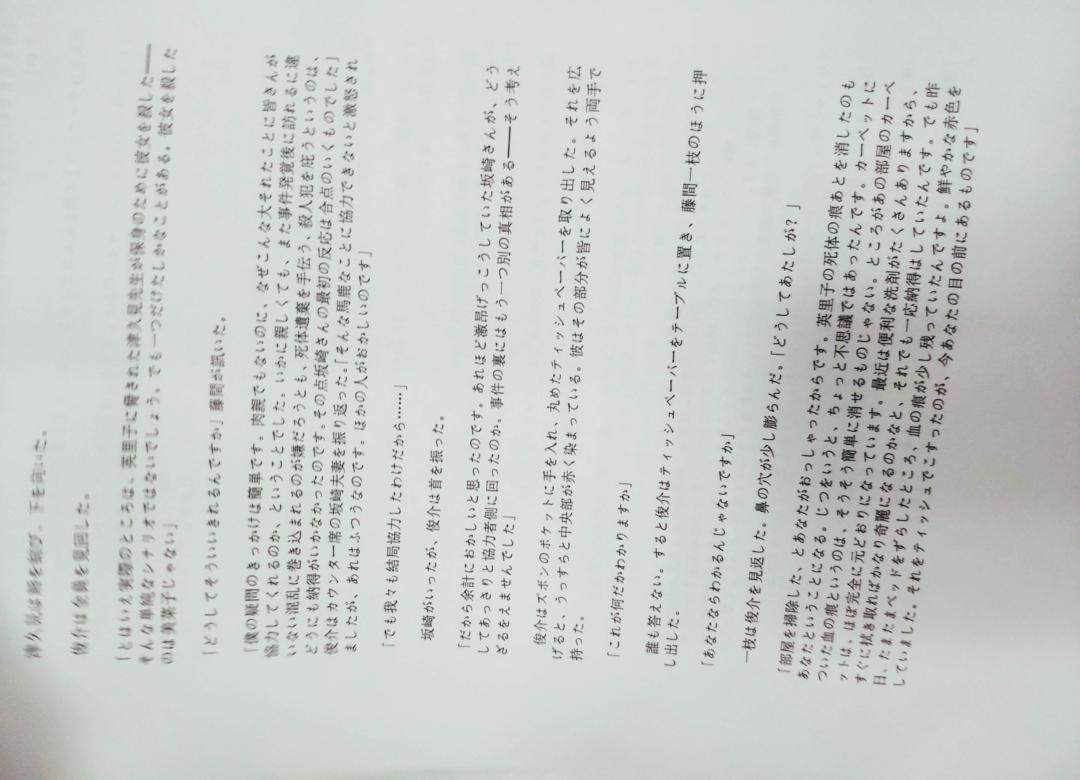 津久見は唇を結び、下を向いた。
俊介は全員を見回した。
「とはいえ実際のところは、英里子に脅された津久見先生が保身のために彼女を殺した――
そんな単純なシナリオではないでしょう。でも一つだけたしかなことがある。彼女を殺した
のは美菜子じゃない」
「どうしてそういいきれるんですか」藤間が訊いた。
「僕の疑問のきっかけは簡単です。肉親でもないのに、なぜこんな大それたことに皆さんが
協力してくれるのか、ということでした。いかに親しくても、また事件発覚後に訪れるに違
いない混乱に巻き込まれるのが嫌だろうとも、死体遺棄を手伝う、殺人犯を庇うというのは、
どうにも納得がいかなかったのです。その点坂崎さんの最初の反応は合点のいくものでした」
俊介はカウンター席の坂崎夫妻を振り返った。「そんな馬鹿なことに協力できないと激怒され
ましたが、あれはふつうなのです。ほかの人がおかしいのです」
「でも我々も結局協力したわけだから……」
坂崎がいったが、俊介は首を振った。
「だから余計におかしいと思ったのです。あれほど激昂げっこうしていた坂崎さんが、どう
してあっさりと協力者側に回ったのか。事件の裏にはもう一つ別の真相がある――そう考え
ざるをえませんでした」
俊介はズボンのポケットに手を入れ、丸めたティッシュペーパーを取り出した。それを広
げると、うっすらと中央部が赤く染まっている。彼はその部分が皆によく見えるよう両手で
持った。
「これが何だかわかりますか」
誰も答えない。すると俊介はティッシュペーパーをテーブルに置き、藤間一枝のほうに押
し出した。
「あなたならわかるんじゃないですか」
一枝は俊介を見返した。鼻の穴が少し膨らんだ。「どうしてあたしが？」
「部屋を掃除した、とあなたがおっしゃったからです。英里子の死体の痕あとを消したのも
あなただということになる。じつをいうと、ちょっと不思議ではあったんです。カーペットに
ついた血の痕というのは、そうそう簡単に消せるものじゃない。ところがあの部屋のカーペ
ットは、ほぼ完全に元どおりになっています。最近は便利な洗剤がたくさんありますから、
すぐに拭き取ればかなり奇麗になるのかなと、それでも一応納得はしていたんです。でも昨
日、たまたまベッドをずらしたところ、血の痕が少し残っていたんですよ。鮮やかな赤色を
していました。それをティッシュでこすったのが、今あなたの目の前にあるものです」